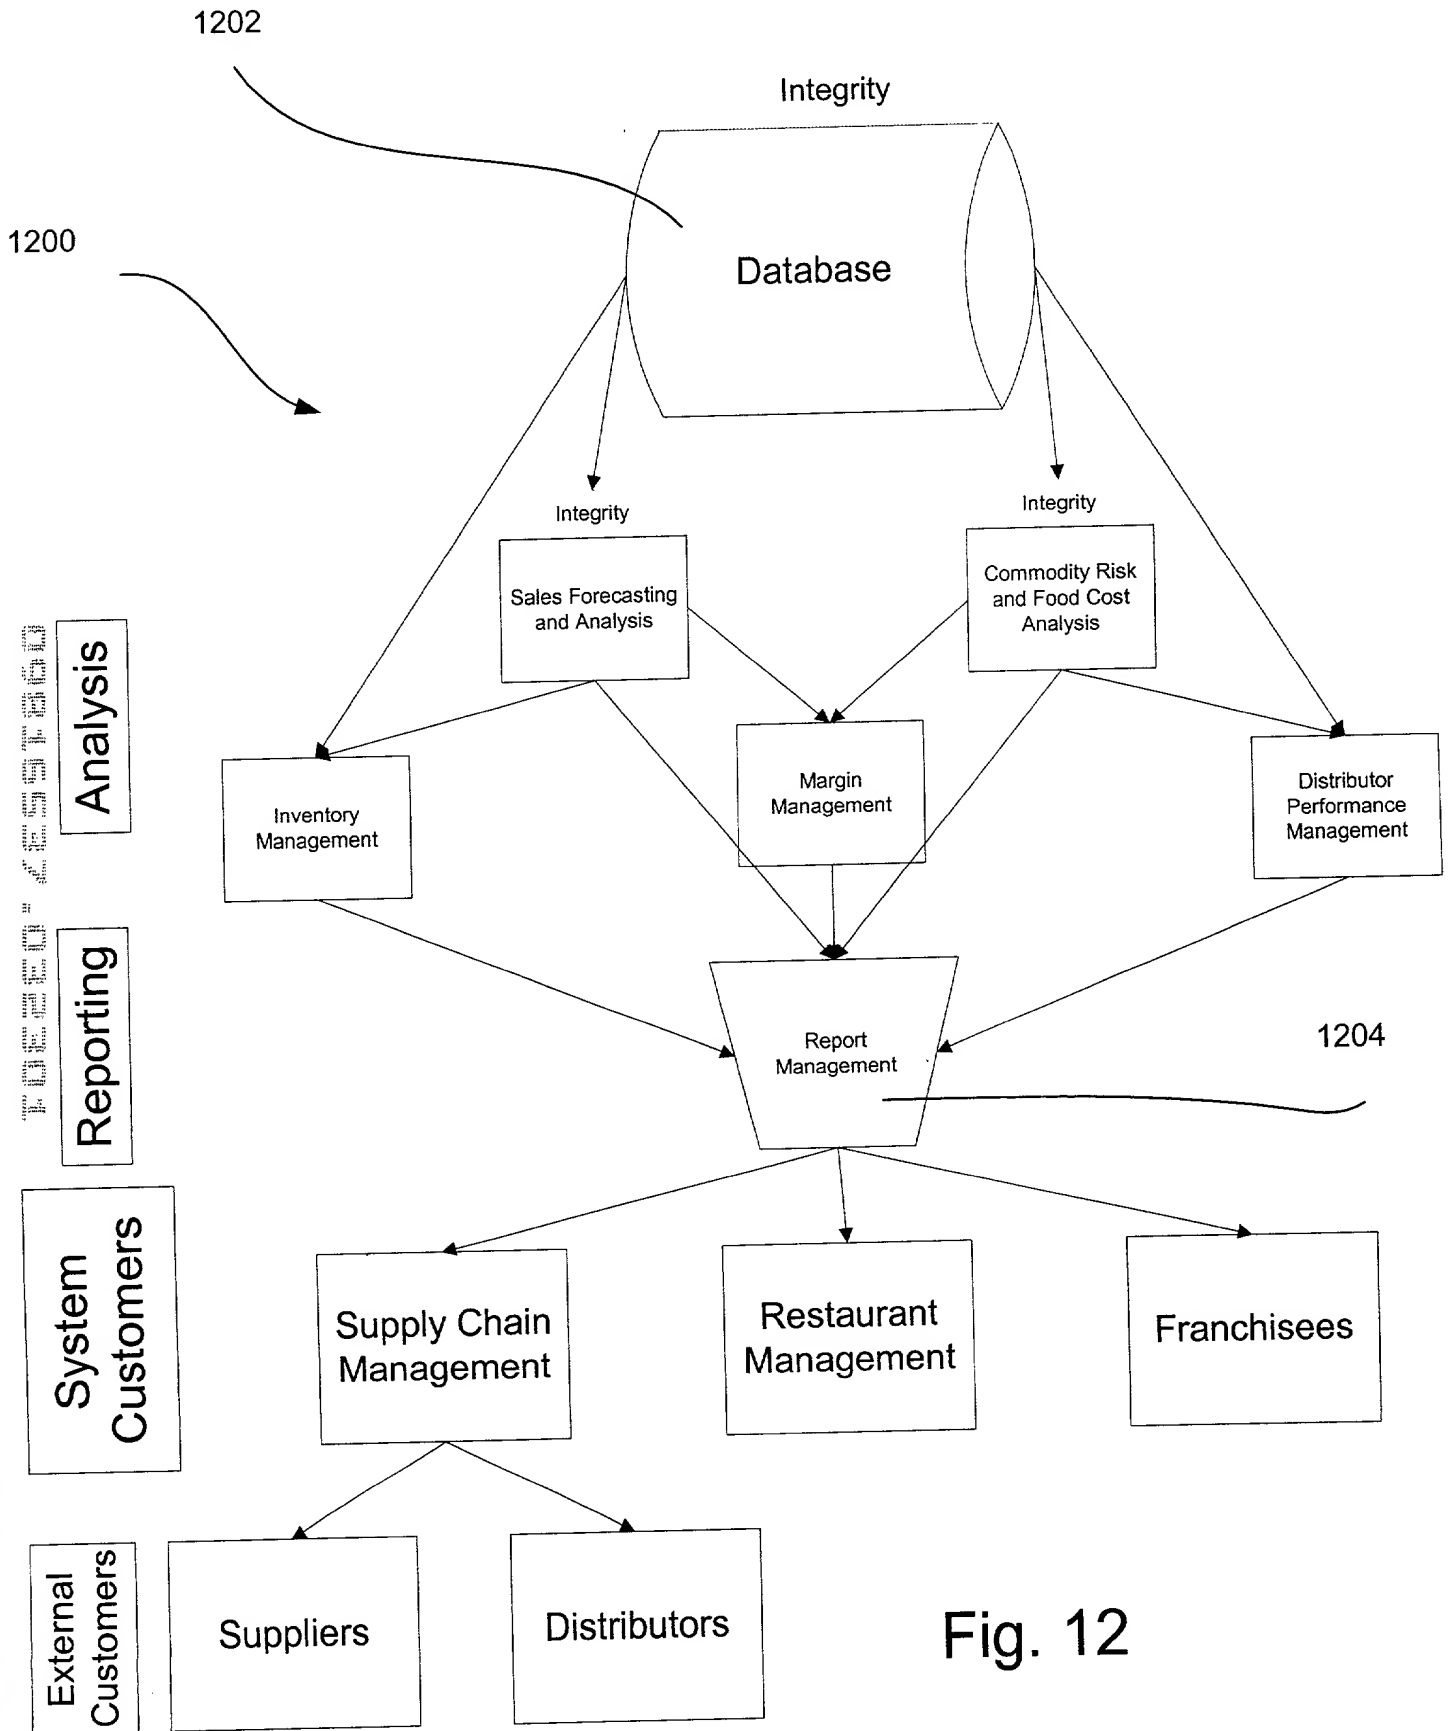 1202
Integrity
1200
Database
Integrity
Integrity
Sales Forecasting
and Analysis
Commodity Risk
and Food Cost
Analysis
Analysis
Inventory
Management
Margin
Management
Distributor
Performance
Management
Reporting
Report
Management
1204
System
Customers
Supply Chain
Management
Restaurant
Management
Franchisees
External
Customers
Suppliers
Distributors
Fig. 12